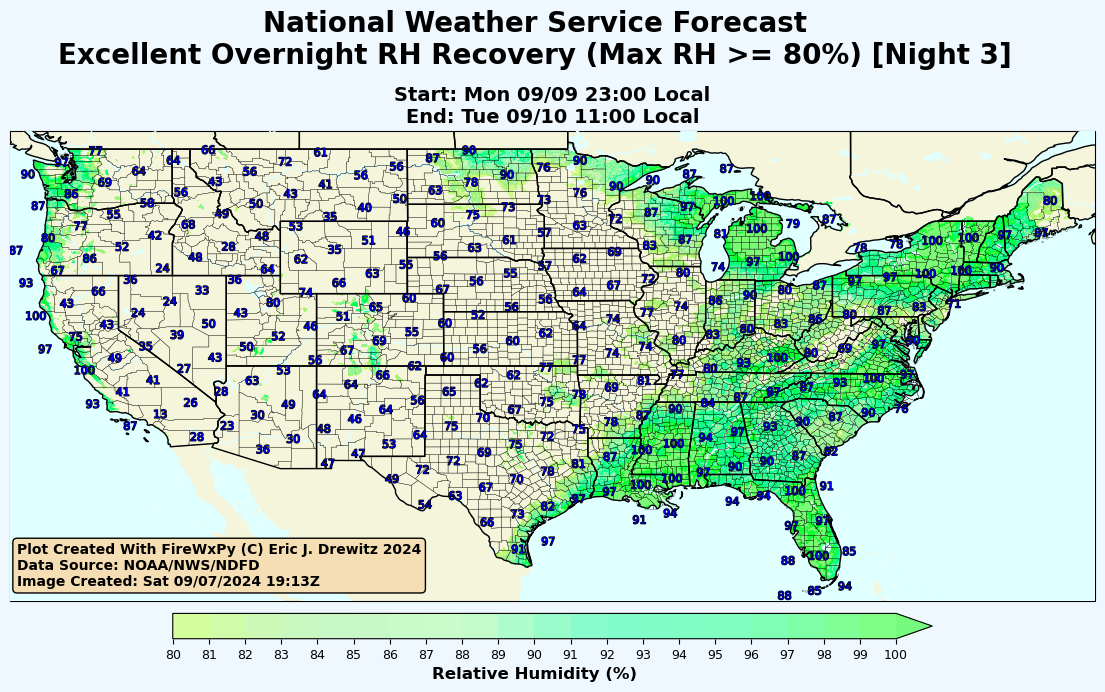 National Weather Service Forecast
Excellent Overnight RH Recovery (Max RH >= 80%) [Night 3]
Start: Mon 09/09 23:00 Local
End: Tue 09/10 11:00 Local
77 97 90 64 66 72 61 56 87 90
69 86 56 43 56 43 41 56 50 63 78 90 76 90
87 77 55 58 68 49 50 53 35 40 46 60 75 73 73 76 90 90 87 87
80 52 42 28 48 62 35 51 56 63 61 57 63 72 87 97 100 100
87 86 67 24 48 64 66 63 55 67 56 55 57 62 69 83 87 81 100 79 87
93 43 66 36 33 36 80 74 51 65 60 52 56 56 64 67 72 80 74 97 100
100 75 43 24 24 50 43 46 52 69 55 60 60 62 64 74 77 74 86 90 80 87
97 49 35 39 43 50 56 67 62 60 56 62 77 77 74 74 80 83 80 83 86
78 78 100 100 97 91 80
97 97 100 100 90
80 87 83 71
69 97 80
100 41 41 27 28 63 53 64 64 66 56 65 62 67 75 78 69 81 77 80 93 100 80
93 87 13 26 23 30 49 48 46 64 75 70 72 75 78 87 90 84 87 97 87 93 100 78
28 36 30 47 47 53 64 72 69 75 78 81 87 100 100 94 97 93 90 87 90
49 54 72 63 67 70 82 97 97 100 100 97 90 90 87 82
66 73 91 97 91 94 94 94 100 91
97 97 88 100 85
88 85 94
Plot Created With FireWxPy (C) Eric J. Drewitz 2024
Data Source: NOAA/NWS/NDFD
Image Created: Sat 09/07/2024 19:13Z
80 81 82 83 84 85 86 87 88 89 90 91 92 93 94 95 96 97 98 99 100
Relative Humidity (%)